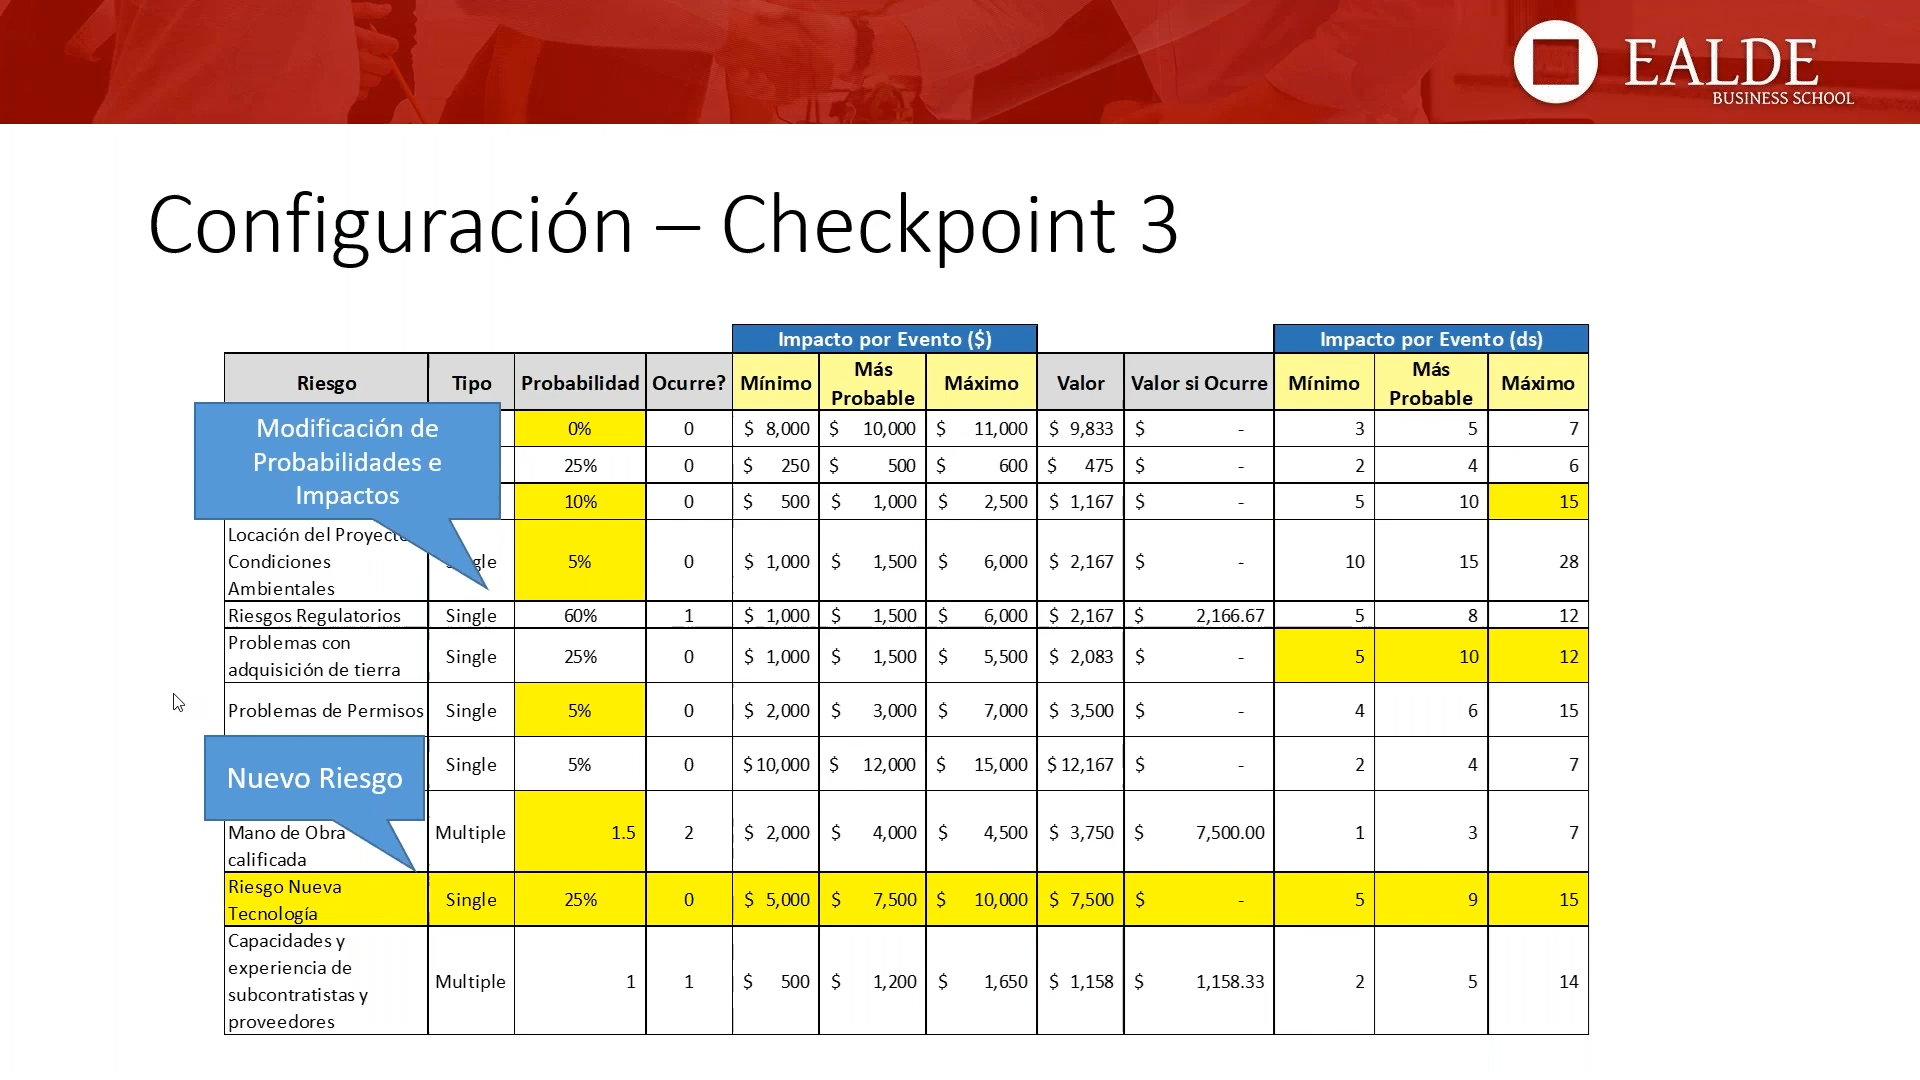 EALDE
BUSINESS SCHOOL
Configuración – Checkpoint 3
Impacto por Evento ($) Impacto por Evento (ds)
Riesgo Tipo Probabilidad Ocurre? Mínimo Más Probable Máximo Valor Valor si Ocurre Mínimo Más Probable Máximo
Modificación de
Probabilidades e
Impactos
0% 0 $ 8,000 $ 10,000 $ 11,000 $ 9,833 $ - 3 5 7
25% 0 $ 250 $ 500 $ 600 $ 475 $ - 2 4 6
10% 0 $ 500 $ 1,000 $ 2,500 $ 1,167 $ - 5 10 15
Locación del
Condiciones
Ambientales
5% 0 $ 1,000 $ 1,500 $ 6,000 $ 2,167 $ - 10 15 28
Riesgos Regulatorios Single 60% 1 $ 1,000 $ 1,500 $ 6,000 $ 2,167 $ 2,166.67 5 8 12
Problemas con
adquisición de tierra
Single 25% 0 $ 1,000 $ 1,500 $ 5,500 $ 2,083 $ - 5 10 12
Problemas de Permisos Single 5% 0 $ 2,000 $ 3,000 $ 7,000 $ 3,500 $ - 4 6 15
Nuevo Riesgo
Single 5% 0 $ 10,000 $ 12,000 $ 15,000 $ 12,167 $ - 2 4 7
Mano de Obra
calificada
Multiple 1.5 2 $ 2,000 $ 4,000 $ 4,500 $ 3,750 $ 7,500.00 1 3 7
Riesgo Nueva
Tecnología
Single 25% 0 $ 5,000 $ 7,500 $ 10,000 $ 7,500 $ - 5 9 15
Capacidades y
experiencia de
subcontratistas y
proveedores
Multiple 1 1 $ 500 $ 1,200 $ 1,650 $ 1,158 $ 1,158.33 2 5 14